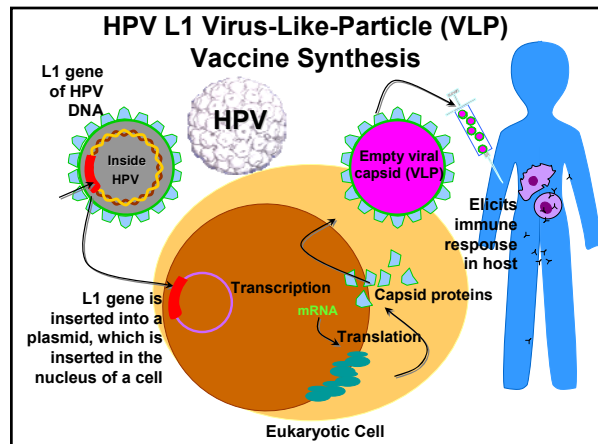 HPV L1 Virus-Like-Particle (VLP)
Vaccine Synthesis
L1 gene
of HPV
DNA
Inside
HPV
HPV
Empty viral
capsid (VLP)
Elicits
immune
response
in host
L1 gene is
inserted into a
plasmid, which is
inserted in the
nucleus of a cell
Transcription
mRNA
Translation
Capsid proteins
Eukaryotic Cell